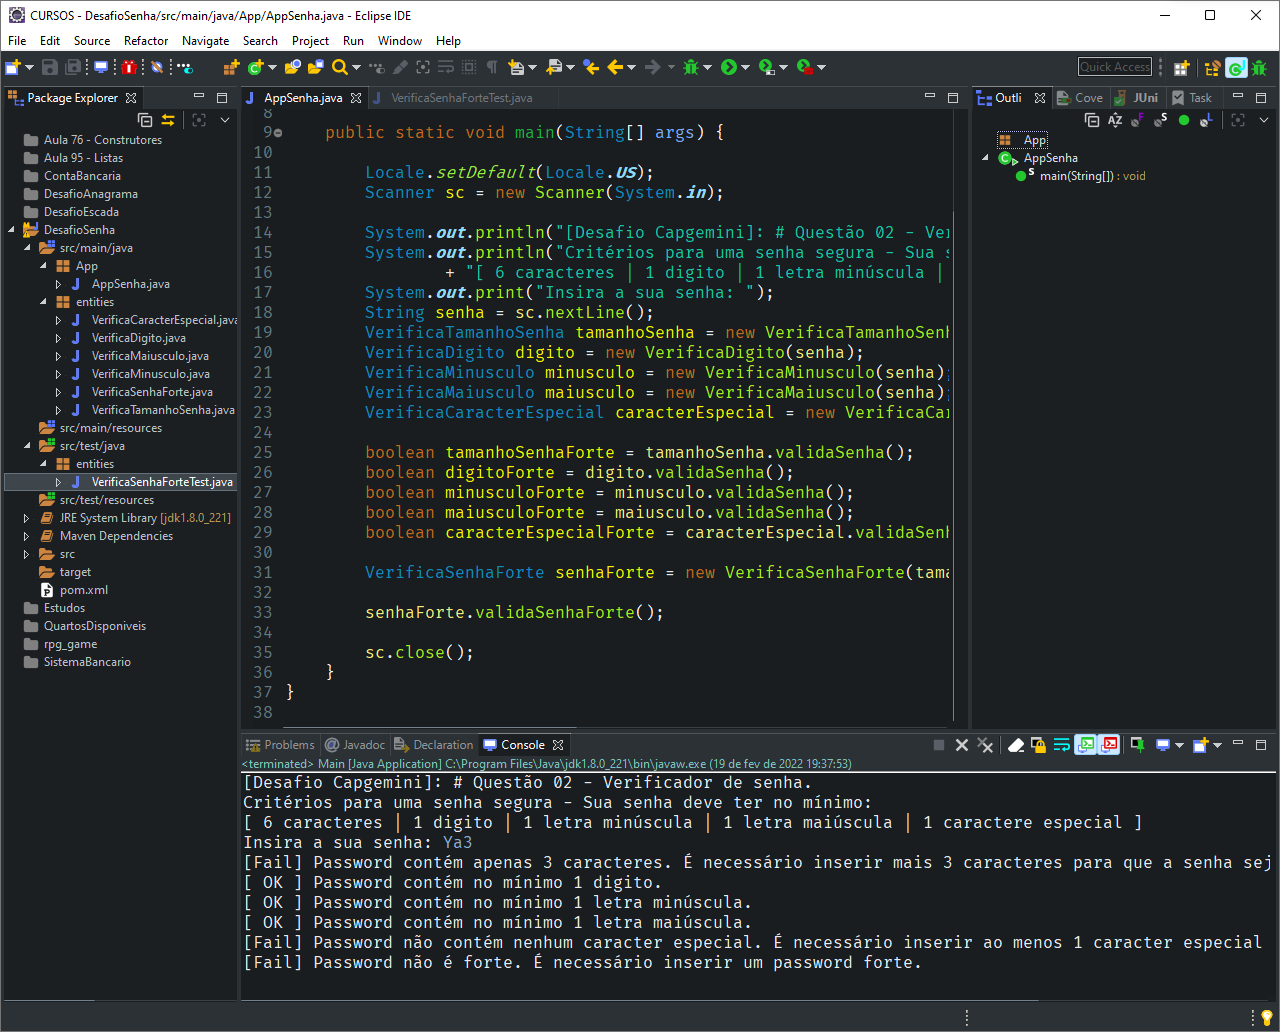 CURSOS - DesafioSenha/src/main/java/App/AppSenha.java - Eclipse IDE
File Edit Source Refactor Navigate Search Project Run Window Help
Quick Access
Package Explorer
Aula 76 - Construtores
Aula 95 - Listas
ContaBancaria
DesafioAnagrama
DesafioEscada
DesafioSenha
src/main/java
App
AppSenha.java
entities
VerificaCaracterEspecial.java
VerificaDigito.java
VerificaMaiusculo.java
VerificaMinusculo.java
VerificaSenhaForte.java
VerificaTamanhoSenha.java
src/main/resources
src/test/java
entities
VerificaSenhaForteTest.java
src/test/resources
JRE System Library [jdk1.8.0_221]
Maven Dependencies
src
target
pom.xml
Estudos
QuartosDisponiveis
rpg_game
SistemaBancario
AppSenha.java VerificaSenhaForteTest.java
8
9 public static void main(String[] args) {
10
11 Locale.setDefault(Locale.US);
12 Scanner sc = new Scanner(System.in);
13
14 System.out.println("[Desafio Capgemini]: # Questão 02 - Ver
15 System.out.println("Critérios para uma senha segura - Sua s
16 + "[ 6 caracteres | 1 digito | 1 letra minúscula |
17 System.out.print("Insira a sua senha: ");
18 String senha = sc.nextLine();
19 VerificaTamanhoSenha tamanhoSenha = new VerificaTamanhoSenh
20 VerificaDigito digito = new VerificaDigito(senha);
21 VerificaMinusculo minusculo = new VerificaMinusculo(senha);
22 VerificaMaiusculo maiusculo = new VerificaMaiusculo(senha);
23 VerificaCaracterEspecial caracterEspecial = new VerificaCar
24
25 boolean tamanhoSenhaForte = tamanhoSenha.validaSenha();
26 boolean digitoForte = digito.validaSenha();
27 boolean minusculoForte = minusculo.validaSenha();
28 boolean maiusculoForte = maiusculo.validaSenha();
29 boolean caracterEspecialForte = caracterEspecial.validaSenh
30
31 VerificaSenhaForte senhaForte = new VerificaSenhaForte(tama
32
33 senhaForte.validaSenhaForte();
34
35 sc.close();
36 }
37 }
38
Outli Cove JUni Task
App
AppSenha
main(String[]) : void
Problems Javadoc Declaration Console
<terminated> Main [Java Application] C:\Program Files\Java\jdk1.8.0_221\bin\javaw.exe (19 de fev de 2022 19:37:53)
[Desafio Capgemini]: # Questão 02 - Verificador de senha.
Critérios para uma senha segura - Sua senha deve ter no mínimo:
[ 6 caracteres | 1 digito | 1 letra minúscula | 1 letra maiúscula | 1 caractere especial ]
Insira a sua senha: Ya3
[Fail] Password contém apenas 3 caracteres. É necessário inserir mais 3 caracteres para que a senha sej
[ OK ] Password contém no mínimo 1 digito.
[ OK ] Password contém no mínimo 1 letra minúscula.
[ OK ] Password contém no mínimo 1 letra maiúscula.
[Fail] Password não contém nenhum caracter especial. É necessário inserir ao menos 1 caracter especial
[Fail] Password não é forte. É necessário inserir um password forte.